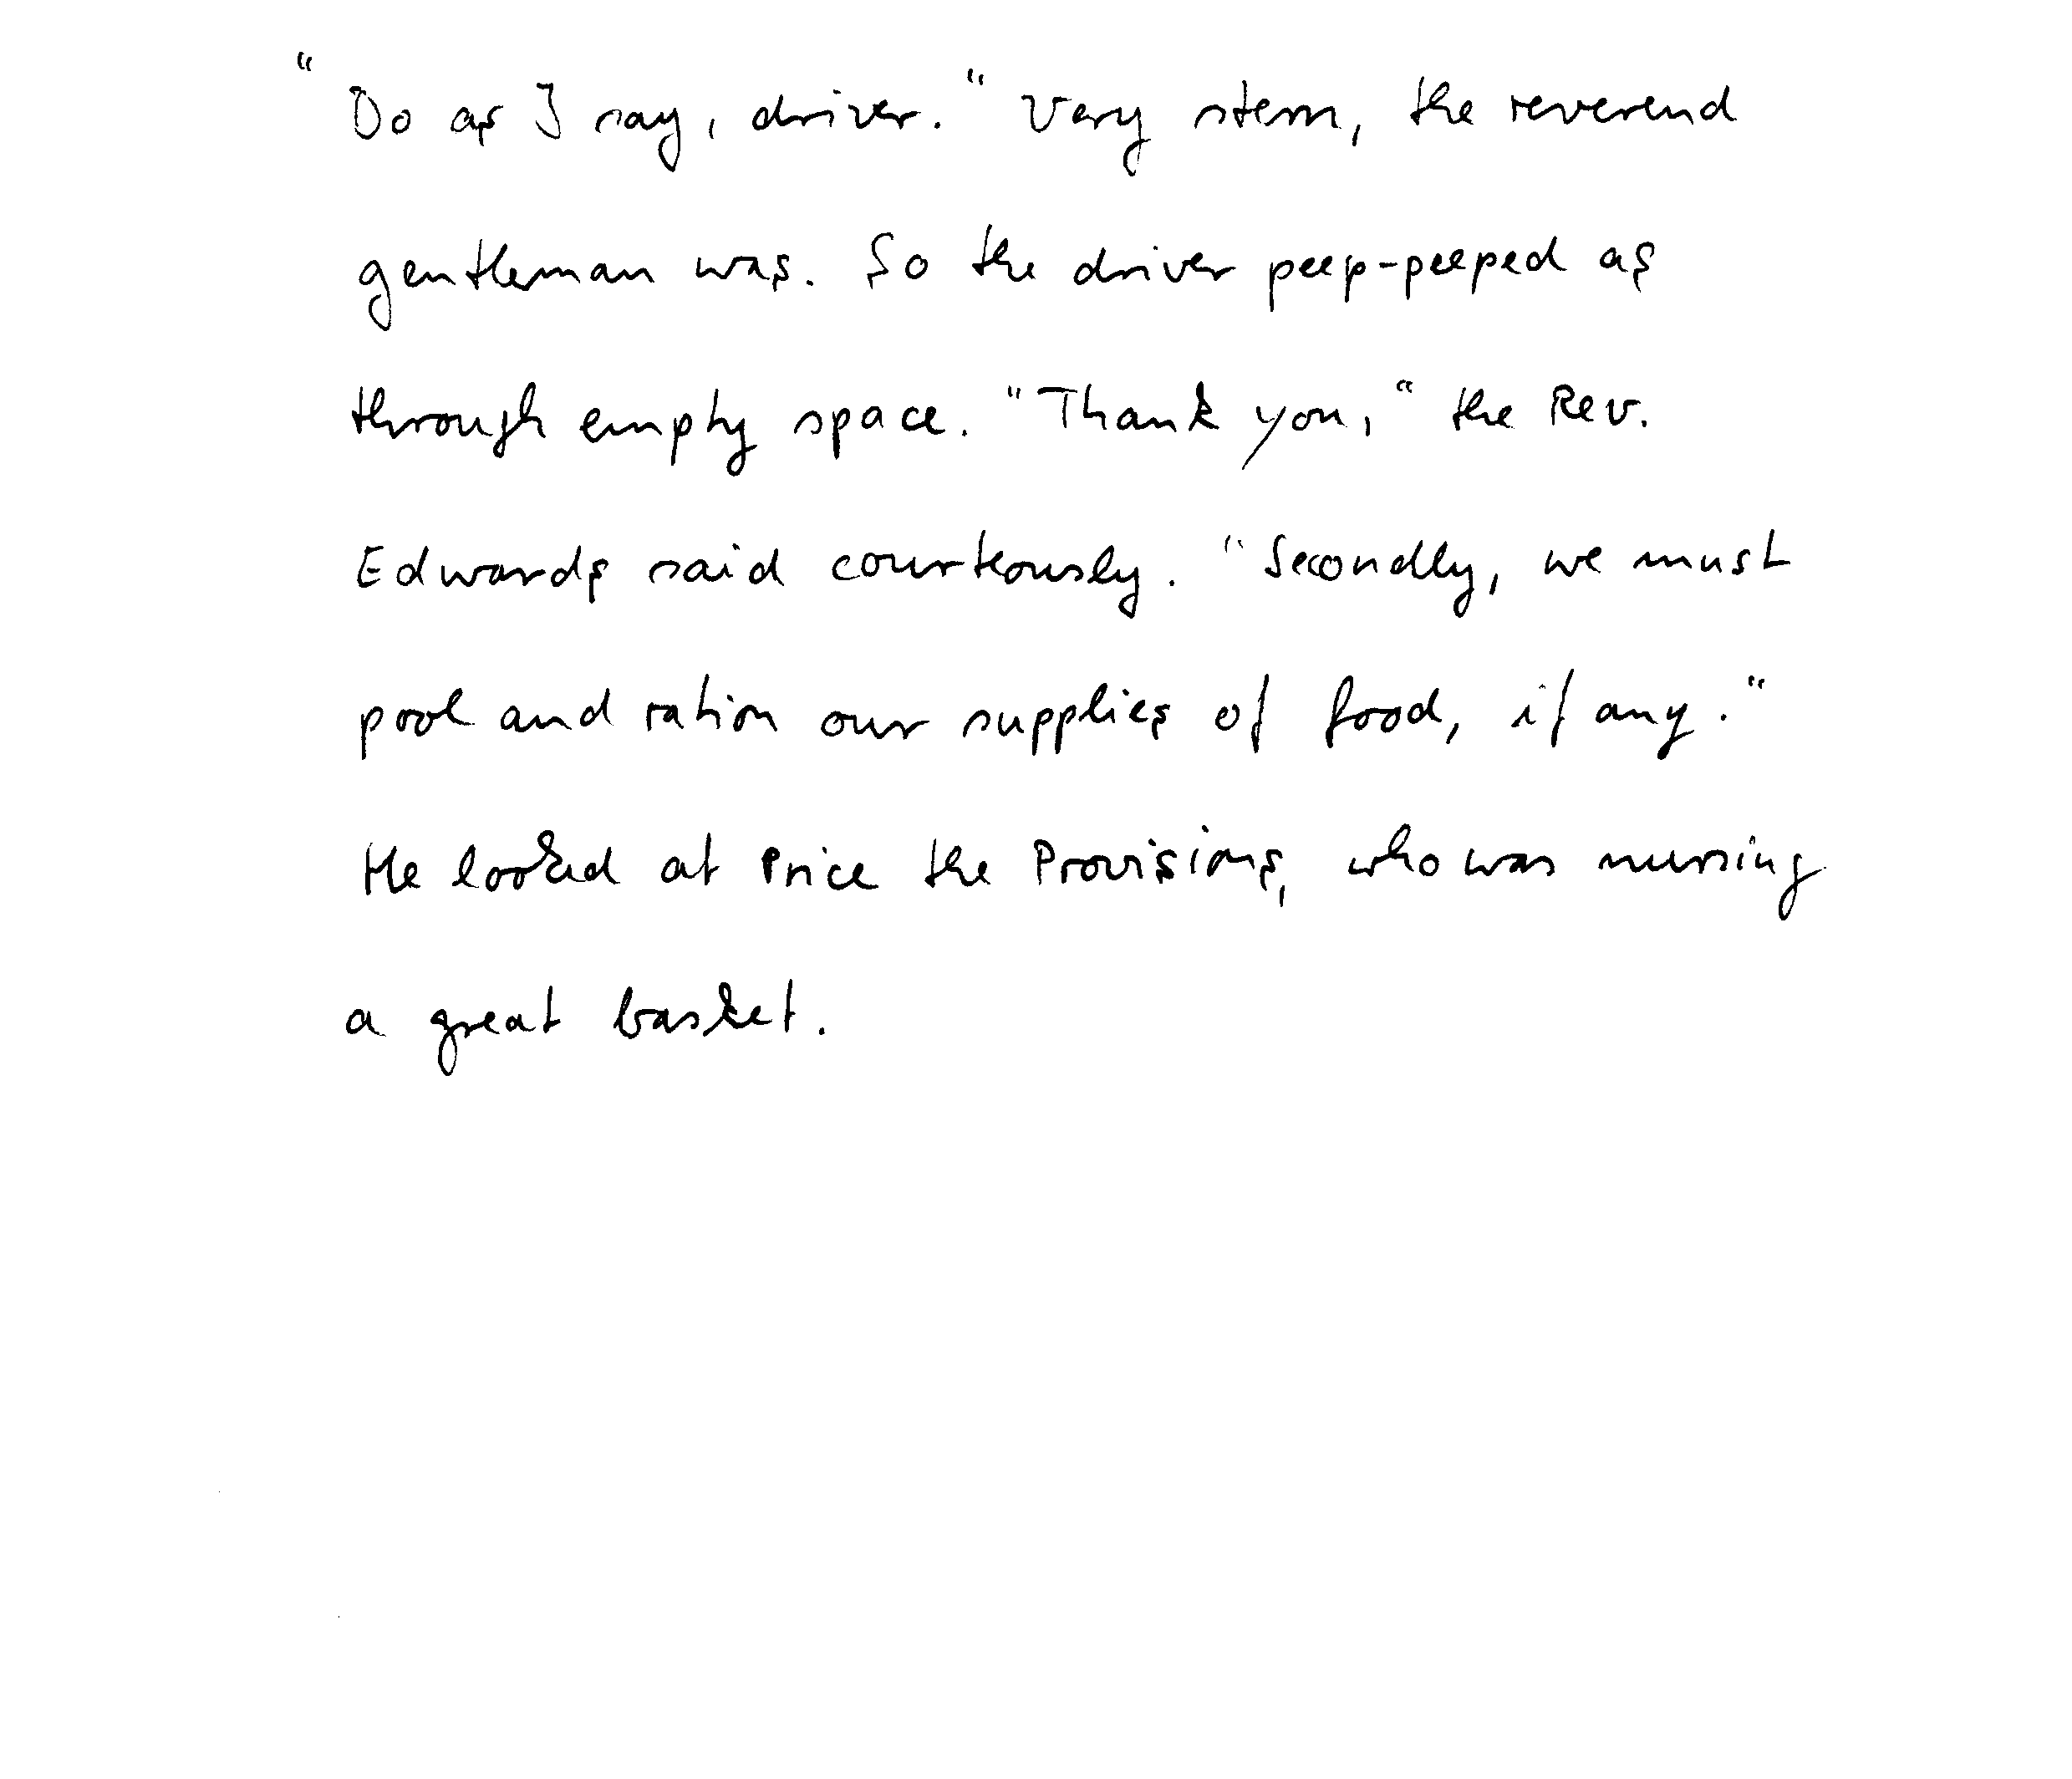 "Do as I say, driver." Very stern, the reverend
gentleman was. So the driver peep-peeped as
through empty space. "Thank you," the Rev.
Edwards said courteously. "Secondly, we must
pool and ration our supplies of food, if any."
He looked at Price the Provisions, who was nursing
a great basket.